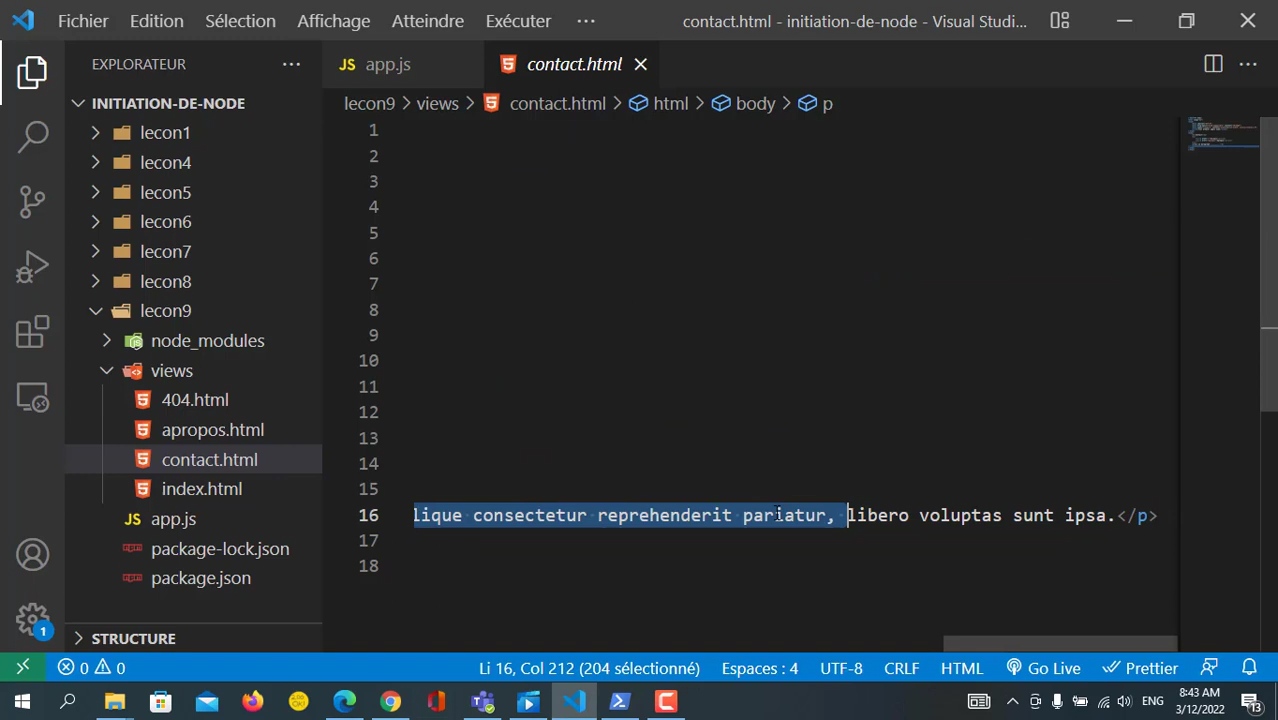 Fichier Edition Sélection Affichage Atteindre Exécuter ··· contact.html - initiation-de-node - Visual Studi...
EXPLORATEUR ···
JS app.js contact.html
lecon9 > views > contact.html > html > body > p
INITIATION-DE-NODE
lecon1
lecon4
lecon5
lecon6
lecon7
lecon8
lecon9
node_modules
views
404.html
apropos.html
contact.html
index.html
JS app.js
package-lock.json
package.json
STRUCTURE
1
2
3
4
5
6
7
8
9
10
11
12
13
14
15
16 lique consectetur reprehenderit pariatur, libero voluptas sunt ipsa.</p>
17
18
1
0 0 Li 16, Col 212 (204 sélectionné) Espaces : 4 UTF-8 CRLF HTML Go Live Prettier
ENG 8:43 AM
3/12/2022 13